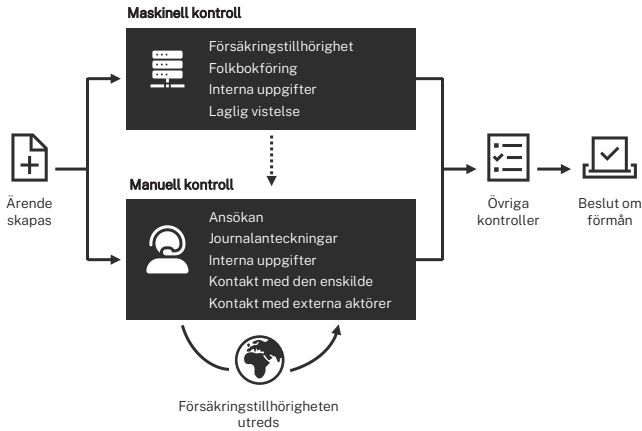 Maskinell kontroll
Försäkringstillhörighet
Folkbokföring
Interna uppgifter
Laglig vistelse
Ärende
skapas
Manuell kontroll
Ansökan
Journalanteckningar
Interna uppgifter
Kontakt med den enskilde
Kontakt med externa aktörer
Övriga
kontroller
Beslut om
förmån
Försäkringstillhörigheten
utreds